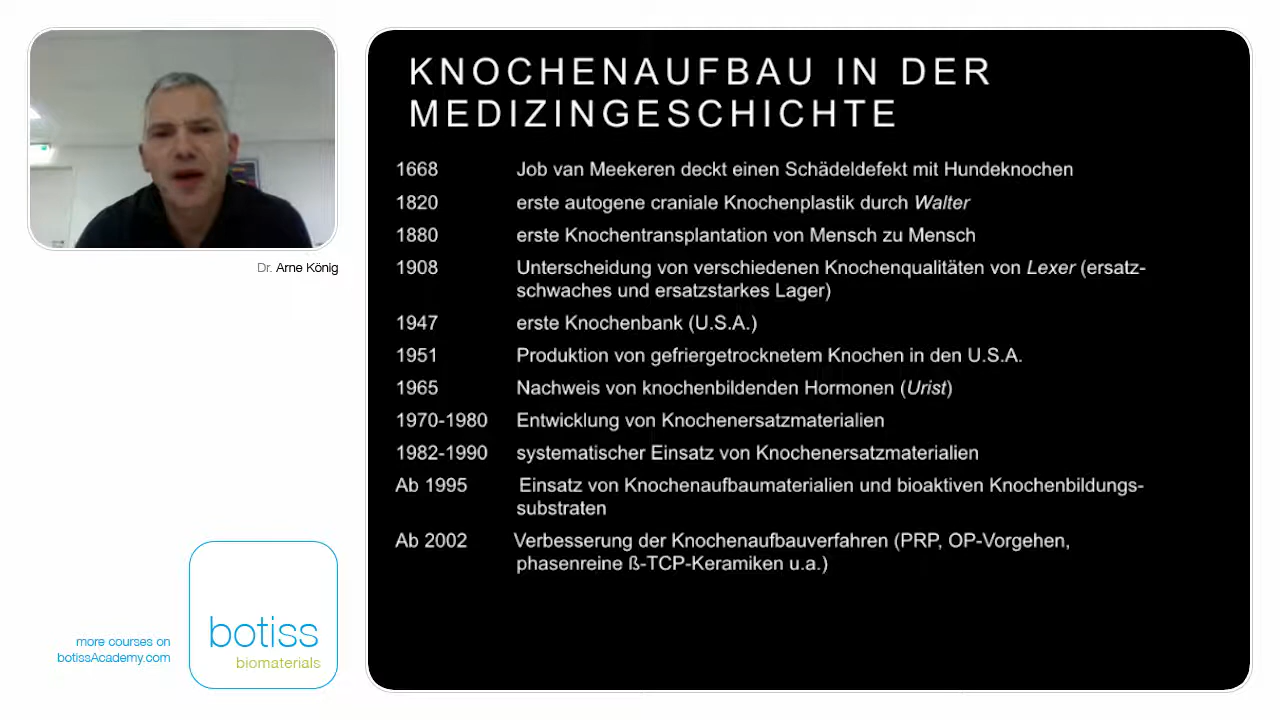 KNOCHENAUFBAU IN DER
MEDIZINGESCHICHTE
1668 Job van Meekeren deckt einen Schädeldefekt mit Hundeknochen
1820 erste autogene craniale Knochenplastik durch Walter
1880 erste Knochentransplantation von Mensch zu Mensch
1908 Unterscheidung von verschiedenen Knochenqualitäten von Lexer (ersatz-
schwaches und ersatzstarkes Lager)
1947 erste Knochenbank (U.S.A.)
1951 Produktion von gefriergetrocknetem Knochen in den U.S.A.
1965 Nachweis von knochenbildenden Hormonen (Urist)
1970-1980 Entwicklung von Knochenersatzmaterialien
1982-1990 systematischer Einsatz von Knochenersatzmaterialien
Ab 1995 Einsatz von Knochenaufbaumaterialien und bioaktiven Knochenbildungs-
substraten
Ab 2002 Verbesserung der Knochenaufbauverfahren (PRP, OP-Vorgehen,
phasenreine ß-TCP-Keramiken u.a.)
Dr. Arne König
more courses on
botissAcademy.com
botiss
biomaterials